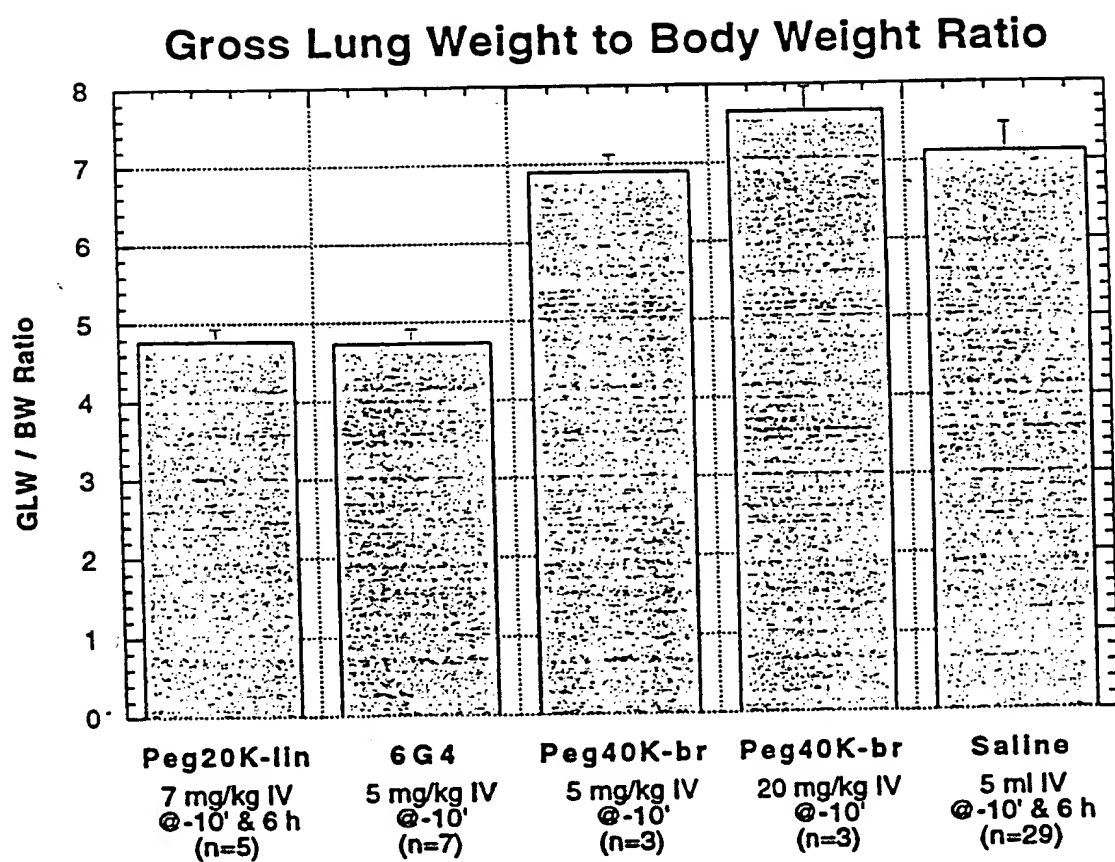 Gross Lung Weight to Body Weight Ratio
GLW / BW Ratio
8
7
6
5
4
3
2
1
0
Peg20K-lin
7 mg/kg IV
@-10' & 6 h
(n=5)
6G4
5 mg/kg IV
@-10'
(n=7)
Peg40K-br
5 mg/kg IV
@-10'
(n=3)
Peg40K-br
20 mg/kg IV
@-10'
(n=3)
Saline
5 ml IV
@-10' & 6 h
(n=29)